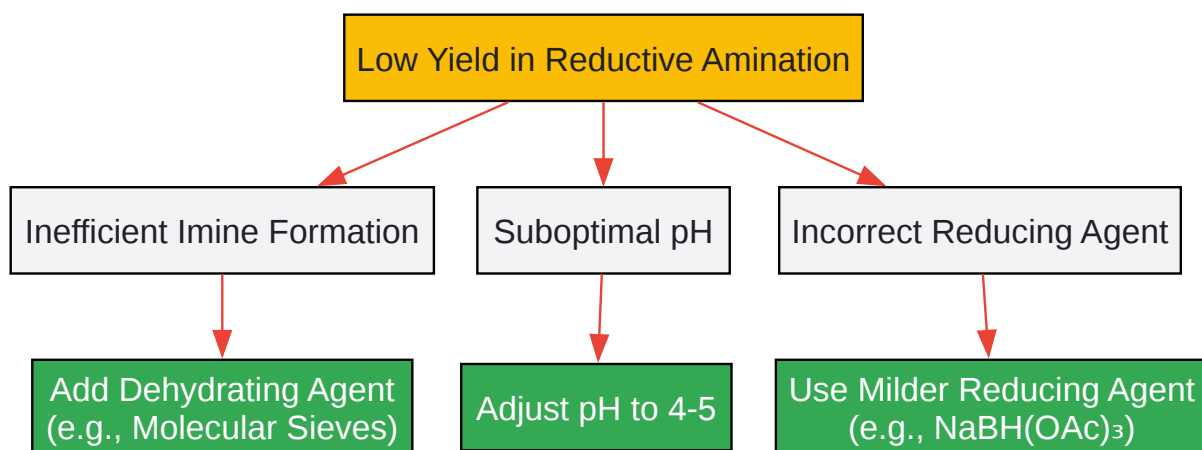 Low Yield in Reductive Amination
Inefficient Imine Formation
Suboptimal pH
Incorrect Reducing Agent
Add Dehydrating Agent
(e.g., Molecular Sieves)
Adjust pH to 4-5
Use Milder Reducing Agent
(e.g., NaBH(OAc)₃)